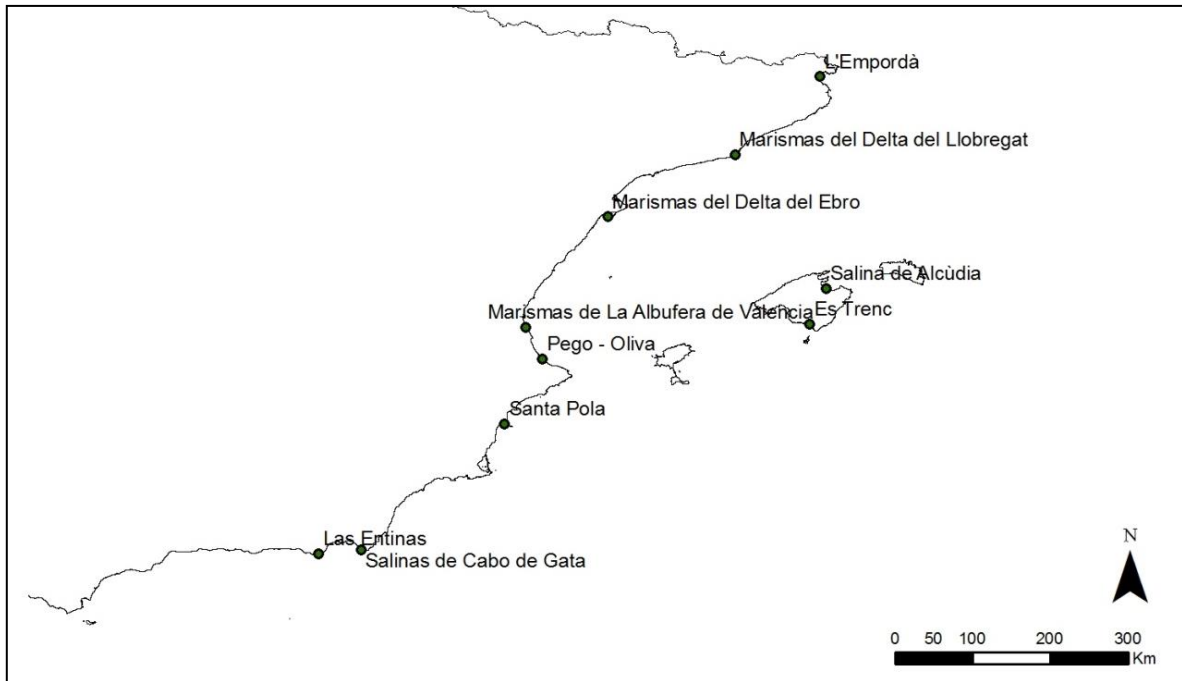 L'Empordà
Marismas del Delta del Llobregat
Marismas del Delta del Ebro
Salina de Alcùdia
Marismas de La Albufera de Valencia
Es Trenc
Pego - Oliva
Santa Pola
Las Entinas
Salinas de Cabo de Gata
N
0 50 100 200 300
Km